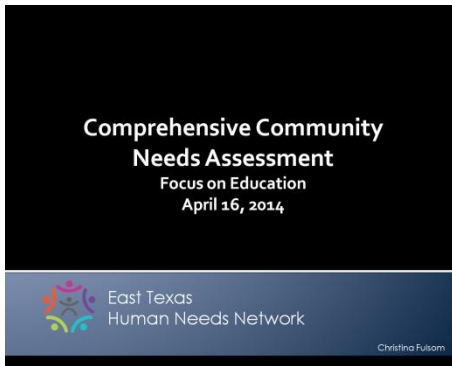 Comprehensive Community
Needs Assessment
Focus on Education
April 16, 2014
East Texas
Human Needs Network
Christina Fulsom